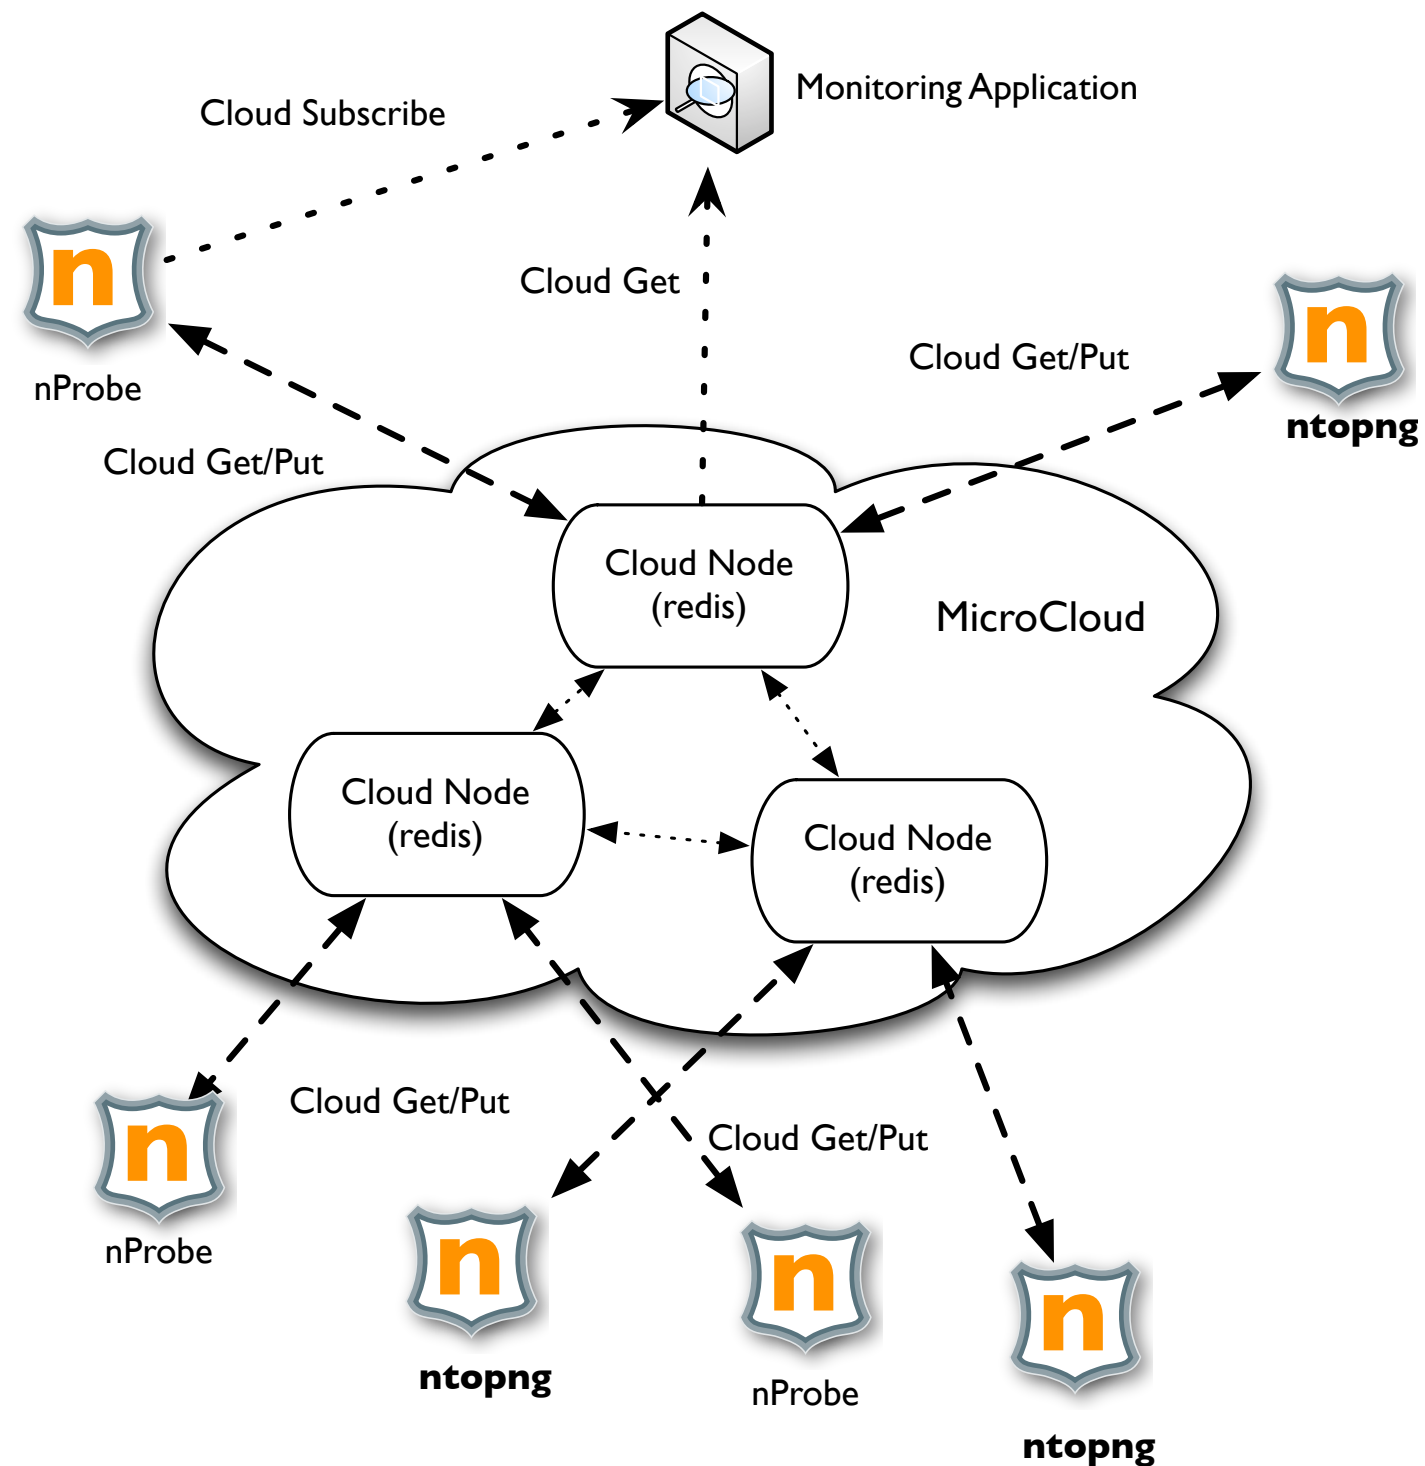 Monitoring Application
Cloud Subscribe
n
Cloud Get
n
Cloud Get/Put
nProbe
ntopng
Cloud Get/Put
Cloud Node
(redis)
MicroCloud
Cloud Node
(redis)
Cloud Node
(redis)
Cloud Get/Put
Cloud Get/Put
n
nProbe
n
n
n
ntopng
nProbe
ntopng